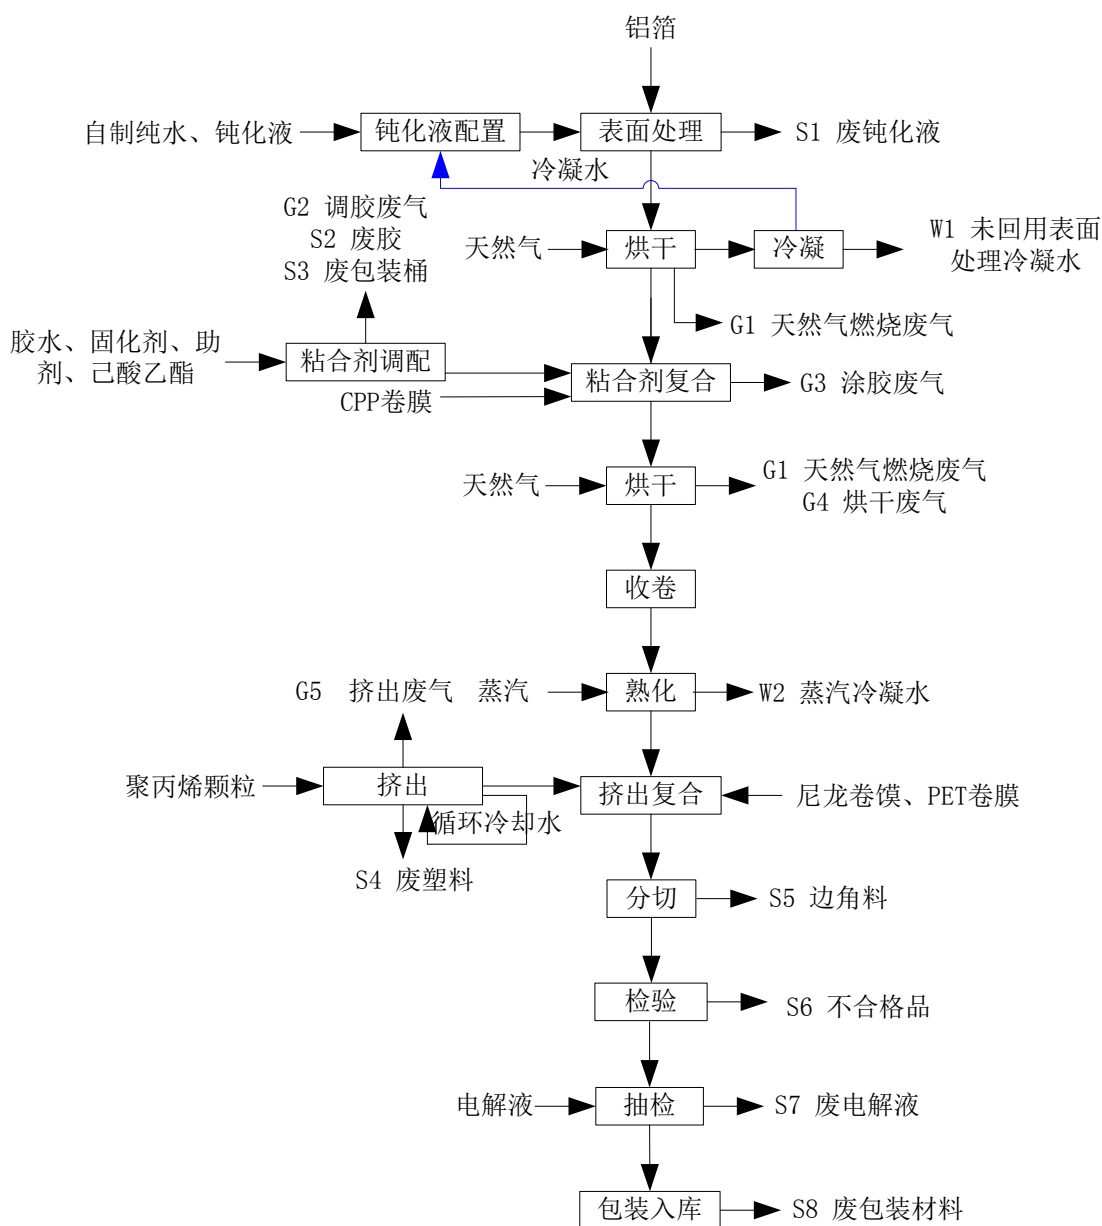 铝箔
自制纯水、钝化液
钝化液配置
表面处理
S1 废钝化液
冷凝水
G2 调胶废气
S2 废胶
S3 废包装桶
天然气
烘干
冷凝
W1 未回用表面
处理冷凝水
G1 天然气燃烧废气
胶水、固化剂、助
剂、己酸乙酯
粘合剂调配
CPP卷膜
粘合剂复合
G3 涂胶废气
天然气
烘干
G1 天然气燃烧废气
G4 烘干废气
收卷
G5 挤出废气
蒸汽
熟化
W2 蒸汽冷凝水
聚丙烯颗粒
挤出
挤出复合
尼龙卷馍、PET卷膜
循环冷却水
S4 废塑料
分切
S5 边角料
检验
S6 不合格品
电解液
抽检
S7 废电解液
包装入库
S8 废包装材料